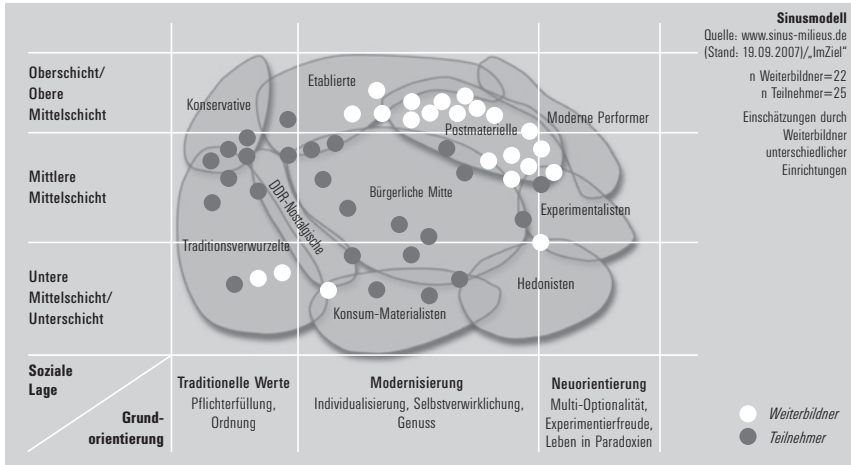 Sinusmodell
Quelle: www.sinus-milieus.de
(Stand: 19.09.2007)/„ImZiel"
n Weiterbildner=22
n Teilnehmer=25
Einschätzungen durch
Weiterbildner
unterschiedlicher
Einrichtungen
Oberschicht/
Obere
Mittelschicht
Mittlere
Mittelschicht
Untere
Mittelschicht/
Unterschicht
Etablierte
Konservative
Moderne Performer
Postmaterielle
Bürgerliche Mitte
DDR-Nostalgische
Experimentalisten
Traditionsverwurzelte
Hedonisten
Konsum-Materialisten
Soziale
Lage
Grund-
orientierung
Traditionelle Werte
Pflichterfüllung,
Ordnung
Modernisierung
Individualisierung, Selbstverwirklichung,
Genuss
Neuorientierung
Multi-Optionalität,
Experimentierfreude,
Leben in Paradoxien
Weiterbildner
Teilnehmer